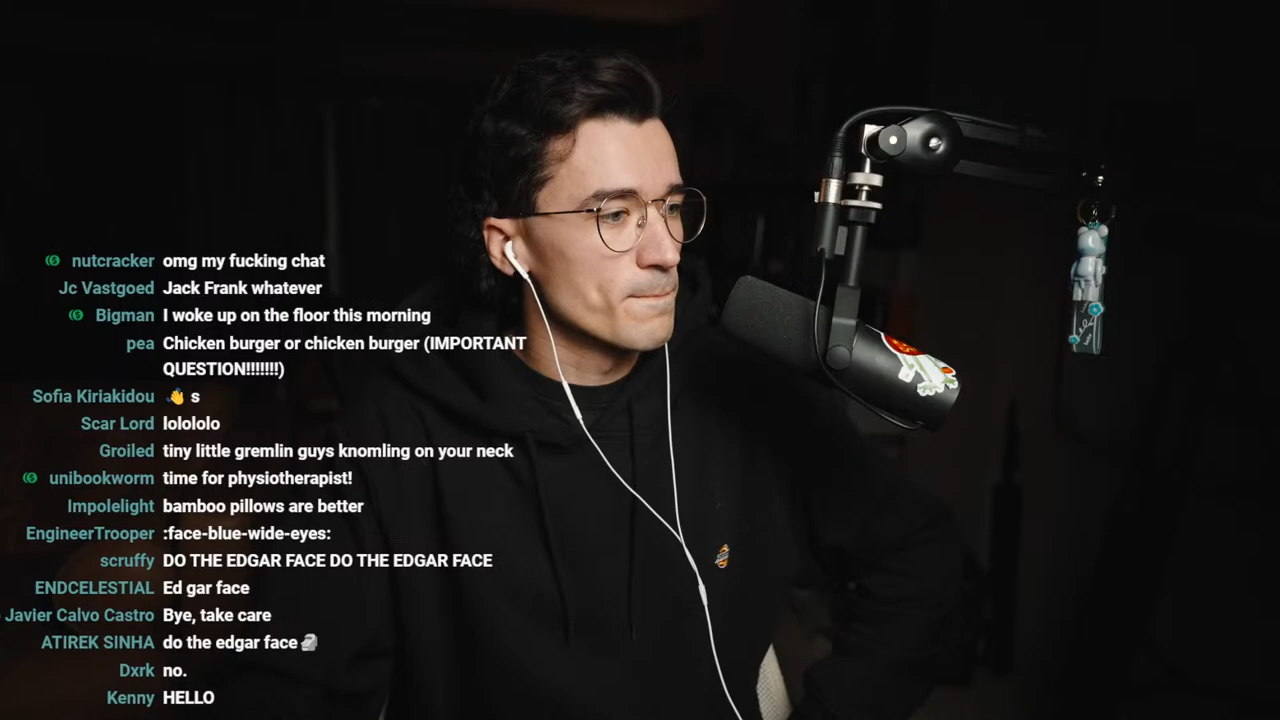 nutcracker omg my fucking chat
Jc Vastgoed Jack Frank whatever
Bigman I woke up on the floor this morning
pea Chicken burger or chicken burger (IMPORTANT
QUESTION!!!!!!!)
Sofia Kiriakidou 👋 s
Scar Lord lolololo
Groiled tiny little gremlin guys knomling on your neck
unibookworm time for physiotherapist!
Impolelight bamboo pillows are better
EngineerTrooper :face-blue-wide-eyes:
scruffy DO THE EDGAR FACE DO THE EDGAR FACE
ENDCELESTIAL Ed gar face
Javier Calvo Castro Bye, take care
ATIREK SINHA do the edgar face🗿
Dxrk no.
Kenny HELLO